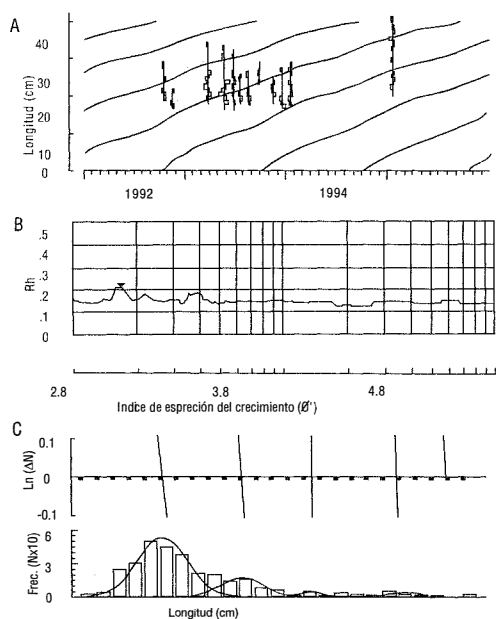 A
Longitud (cm)
40
30
20
10
0
1992
1994
B
Rh
.5
.4
.3
.2
.1
0
2.8
3.8
4.8
Indice de espreción del crecimiento (Ø')
C
Ln (ΔN)
0.1
0
-0.1
Frec. (Nx10)
6
3
0
Longitud (cm)